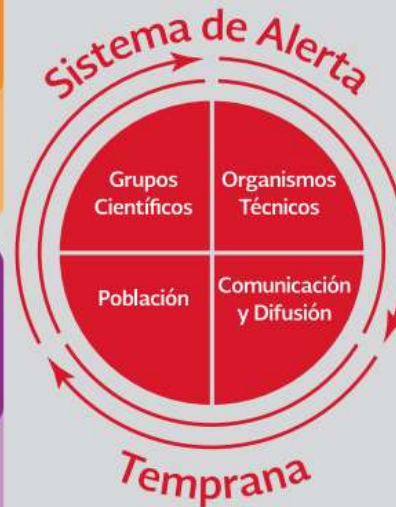 Sistema de Alerta
Grupos
Científicos
Organismos
Técnicos
Población
Comunicación
y Difusión
Temprana